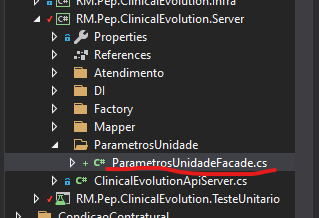 RM.Pep.ClinicalEvolution.Infra
RM.Pep.ClinicalEvolution.Server
Properties
References
Atendimento
DI
Factory
Mapper
ParametrosUnidade
+ C# ParametrosUnidadeFacade.cs
C# ClinicalEvolutionApiServer.cs
RM.Pep.ClinicalEvolution.TesteUnitario
CondicaoContratural